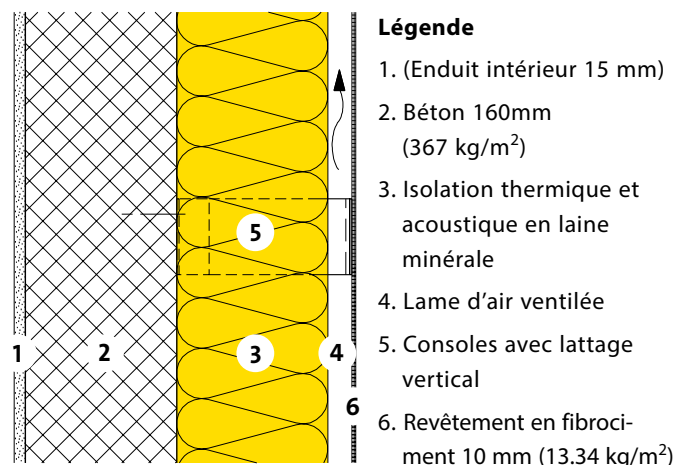 Légende
1. (Enduit intérieur 15 mm)
2. Béton 160mm
(367 kg/m²)
3. Isolation thermique et
acoustique en laine
minérale
4. Lame d'air ventilée
5. Consoles avec lattage
vertical
6. Revêtement en fibroci-
ment 10 mm (13.34 kg/m²)
5
1 2 3 4
6